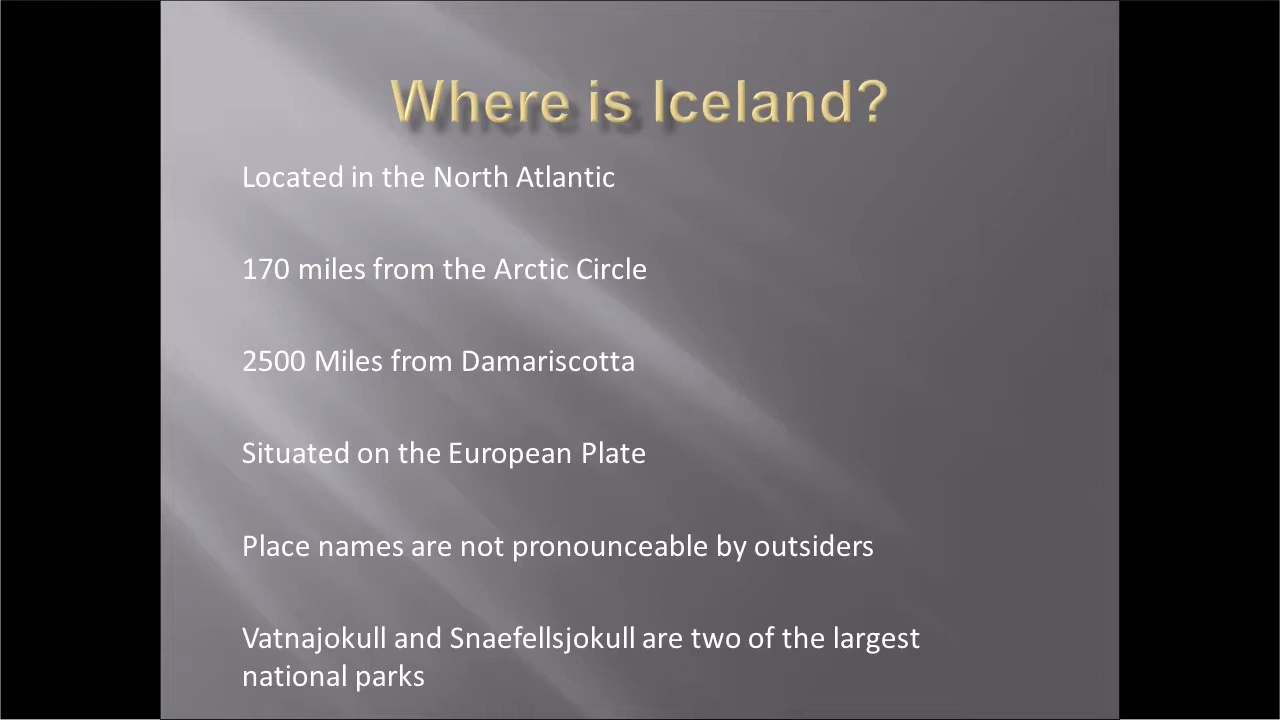 Where is Iceland?
Located in the North Atlantic
170 miles from the Arctic Circle
2500 Miles from Damariscotta
Situated on the European Plate
Place names are not pronounceable by outsiders
Vatnajokull and Snaefellsjokull are two of the largest
national parks